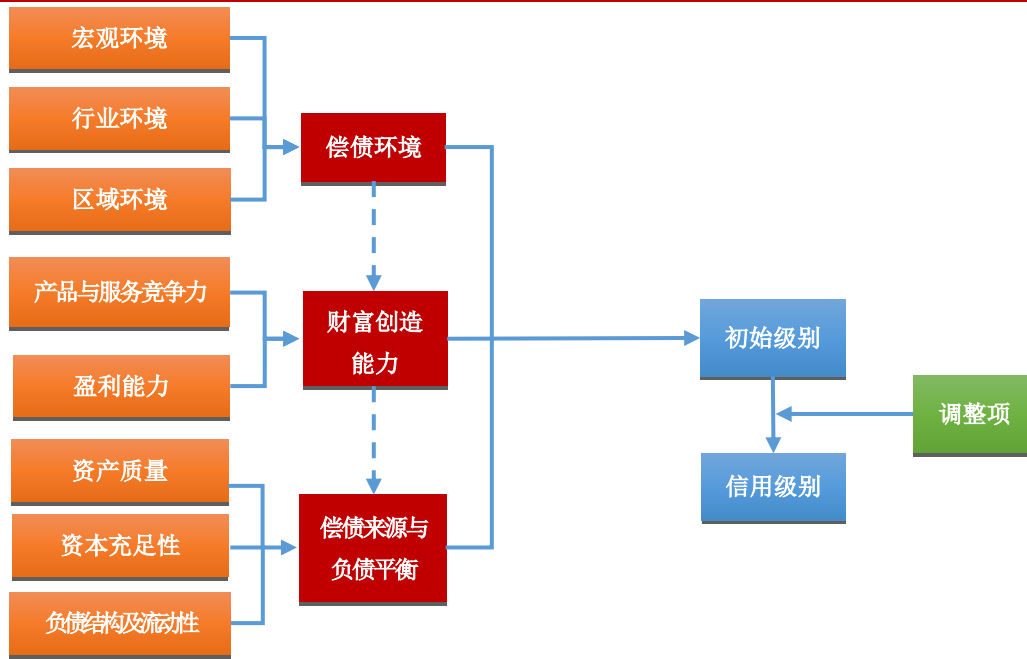 宏观环境
行业环境
区域环境
产品与服务竞争力
盈利能力
资产质量
资本充足性
负债结构及流动性
偿债环境
财富创造
能力
偿债来源与
负债平衡
初始级别
信用级别
调整项